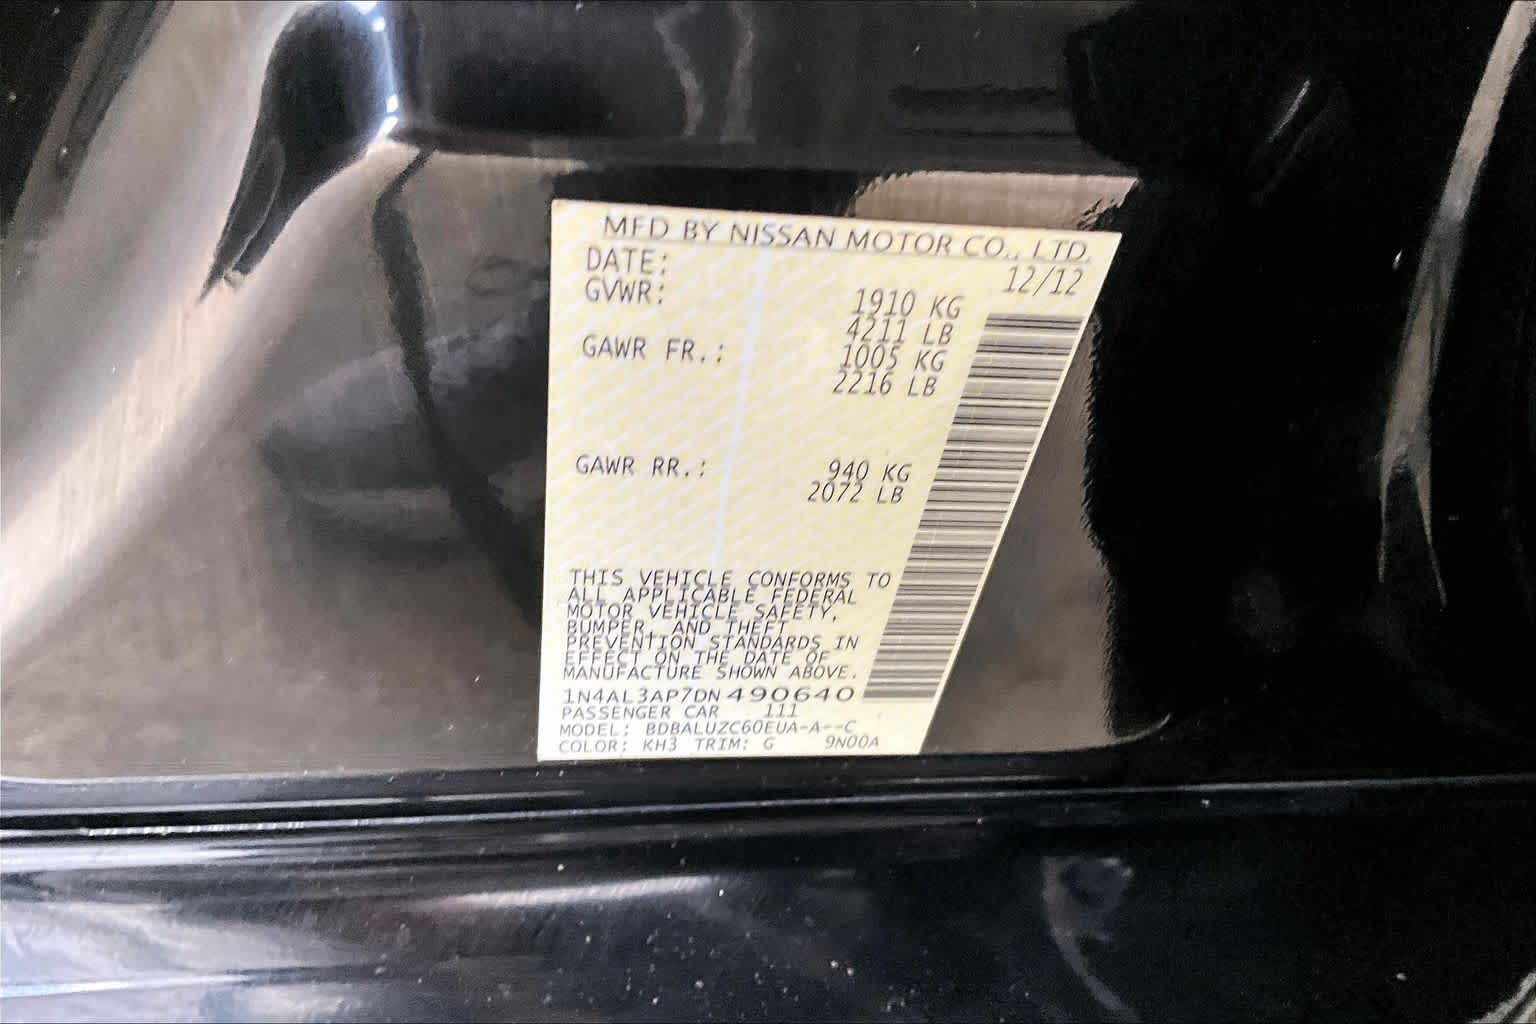 MFD BY NISSAN MOTOR CO., LTD.
DATE: 12/12
GVWR: 1910 KG
4211 LB
GAWR FR.: 1005 KG
2216 LB
GAWR RR.: 940 KG
2072 LB
THIS VEHICLE CONFORMS TO
ALL APPLICABLE FEDERAL
MOTOR VEHICLE SAFETY,
BUMPER, AND THEFT
PREVENTION STANDARDS IN
EFFECT ON THE DATE OF
MANUFACTURE SHOWN ABOVE.
1N4AL3AP7DN490640
PASSENGER CAR 111
MODEL: BDBALUZC60EUA-A--C
COLOR: KH3 TRIM: G 9N00A